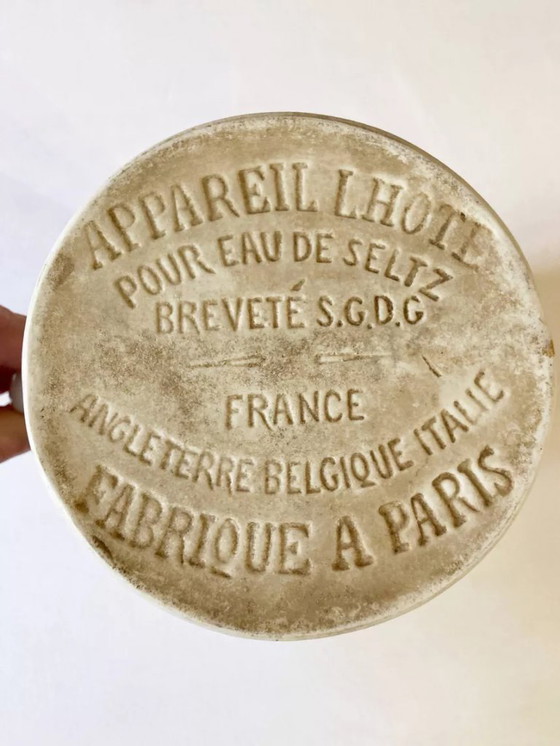 APPAREIL LHOTE
POUR EAU DE SELTZ
BREVETÉ S.G.D.G
FRANCE
ANGLETERRE BELGIQUE ITALIE
FABRIQUE A PARIS